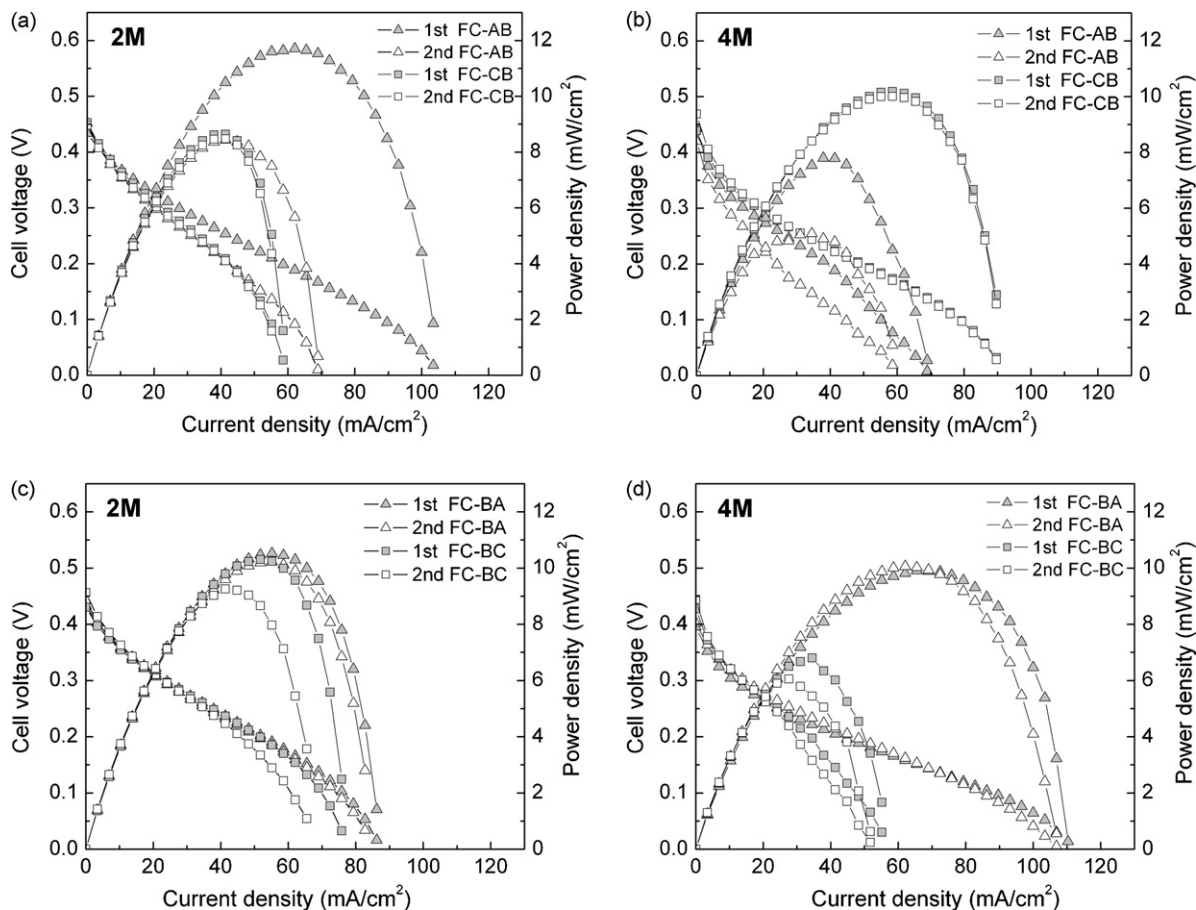 (a)
2M
1st FC-AB
2nd FC-AB
1st FC-CB
2nd FC-CB
0.6
0.5
0.4
0.3
0.2
0.1
0.0
Cell voltage (V)
12
10
8
6
4
2
0
Power density (mW/cm²)
0 20 40 60 80 100 120
Current density (mA/cm²)
(b)
4M
1st FC-AB
2nd FC-AB
1st FC-CB
2nd FC-CB
0.6
0.5
0.4
0.3
0.2
0.1
0.0
Cell voltage (V)
12
10
8
6
4
2
0
Power density (mW/cm²)
0 20 40 60 80 100 120
Current density (mA/cm²)
(c)
2M
1st FC-BA
2nd FC-BA
1st FC-BC
2nd FC-BC
0.6
0.5
0.4
0.3
0.2
0.1
0.0
Cell voltage (V)
12
10
8
6
4
2
0
Power density (mW/cm²)
0 20 40 60 80 100 120
Current density (mA/cm²)
(d)
4M
1st FC-BA
2nd FC-BA
1st FC-BC
2nd FC-BC
0.6
0.5
0.4
0.3
0.2
0.1
0.0
Cell voltage (V)
12
10
8
6
4
2
0
Power density (mW/cm²)
0 20 40 60 80 100 120
Current density (mA/cm²)